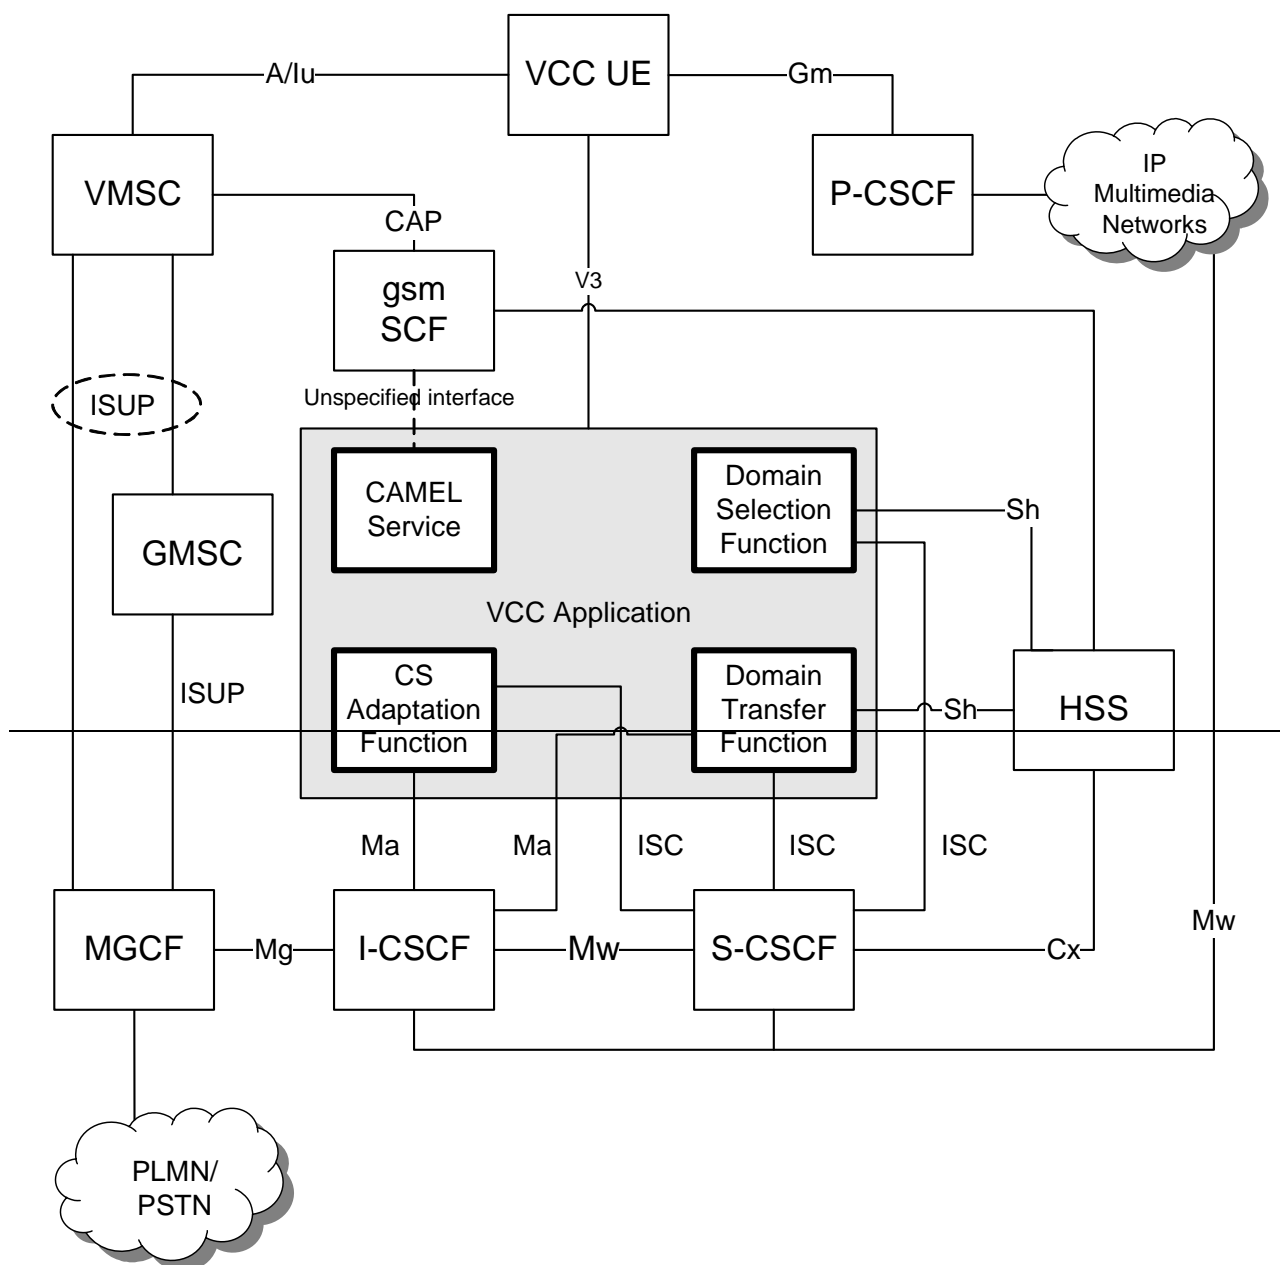 VCC UE
A/Iu
Gm
VMSC
P-CSCF
IP
Multimedia
Networks
CAP
gsm
SCF
V3
Unspecified interface
ISUP
CAMEL
Service
Domain
Selection
Function
Sh
GMSC
VCC Application
ISUP
CS
Adaptation
Function
Domain
Transfer
Function
Sh
HSS
Ma
Ma
ISC
ISC
ISC
MGCF
Mg
I-CSCF
Mw
S-CSCF
Cx
Mw
PLMN/
PSTN